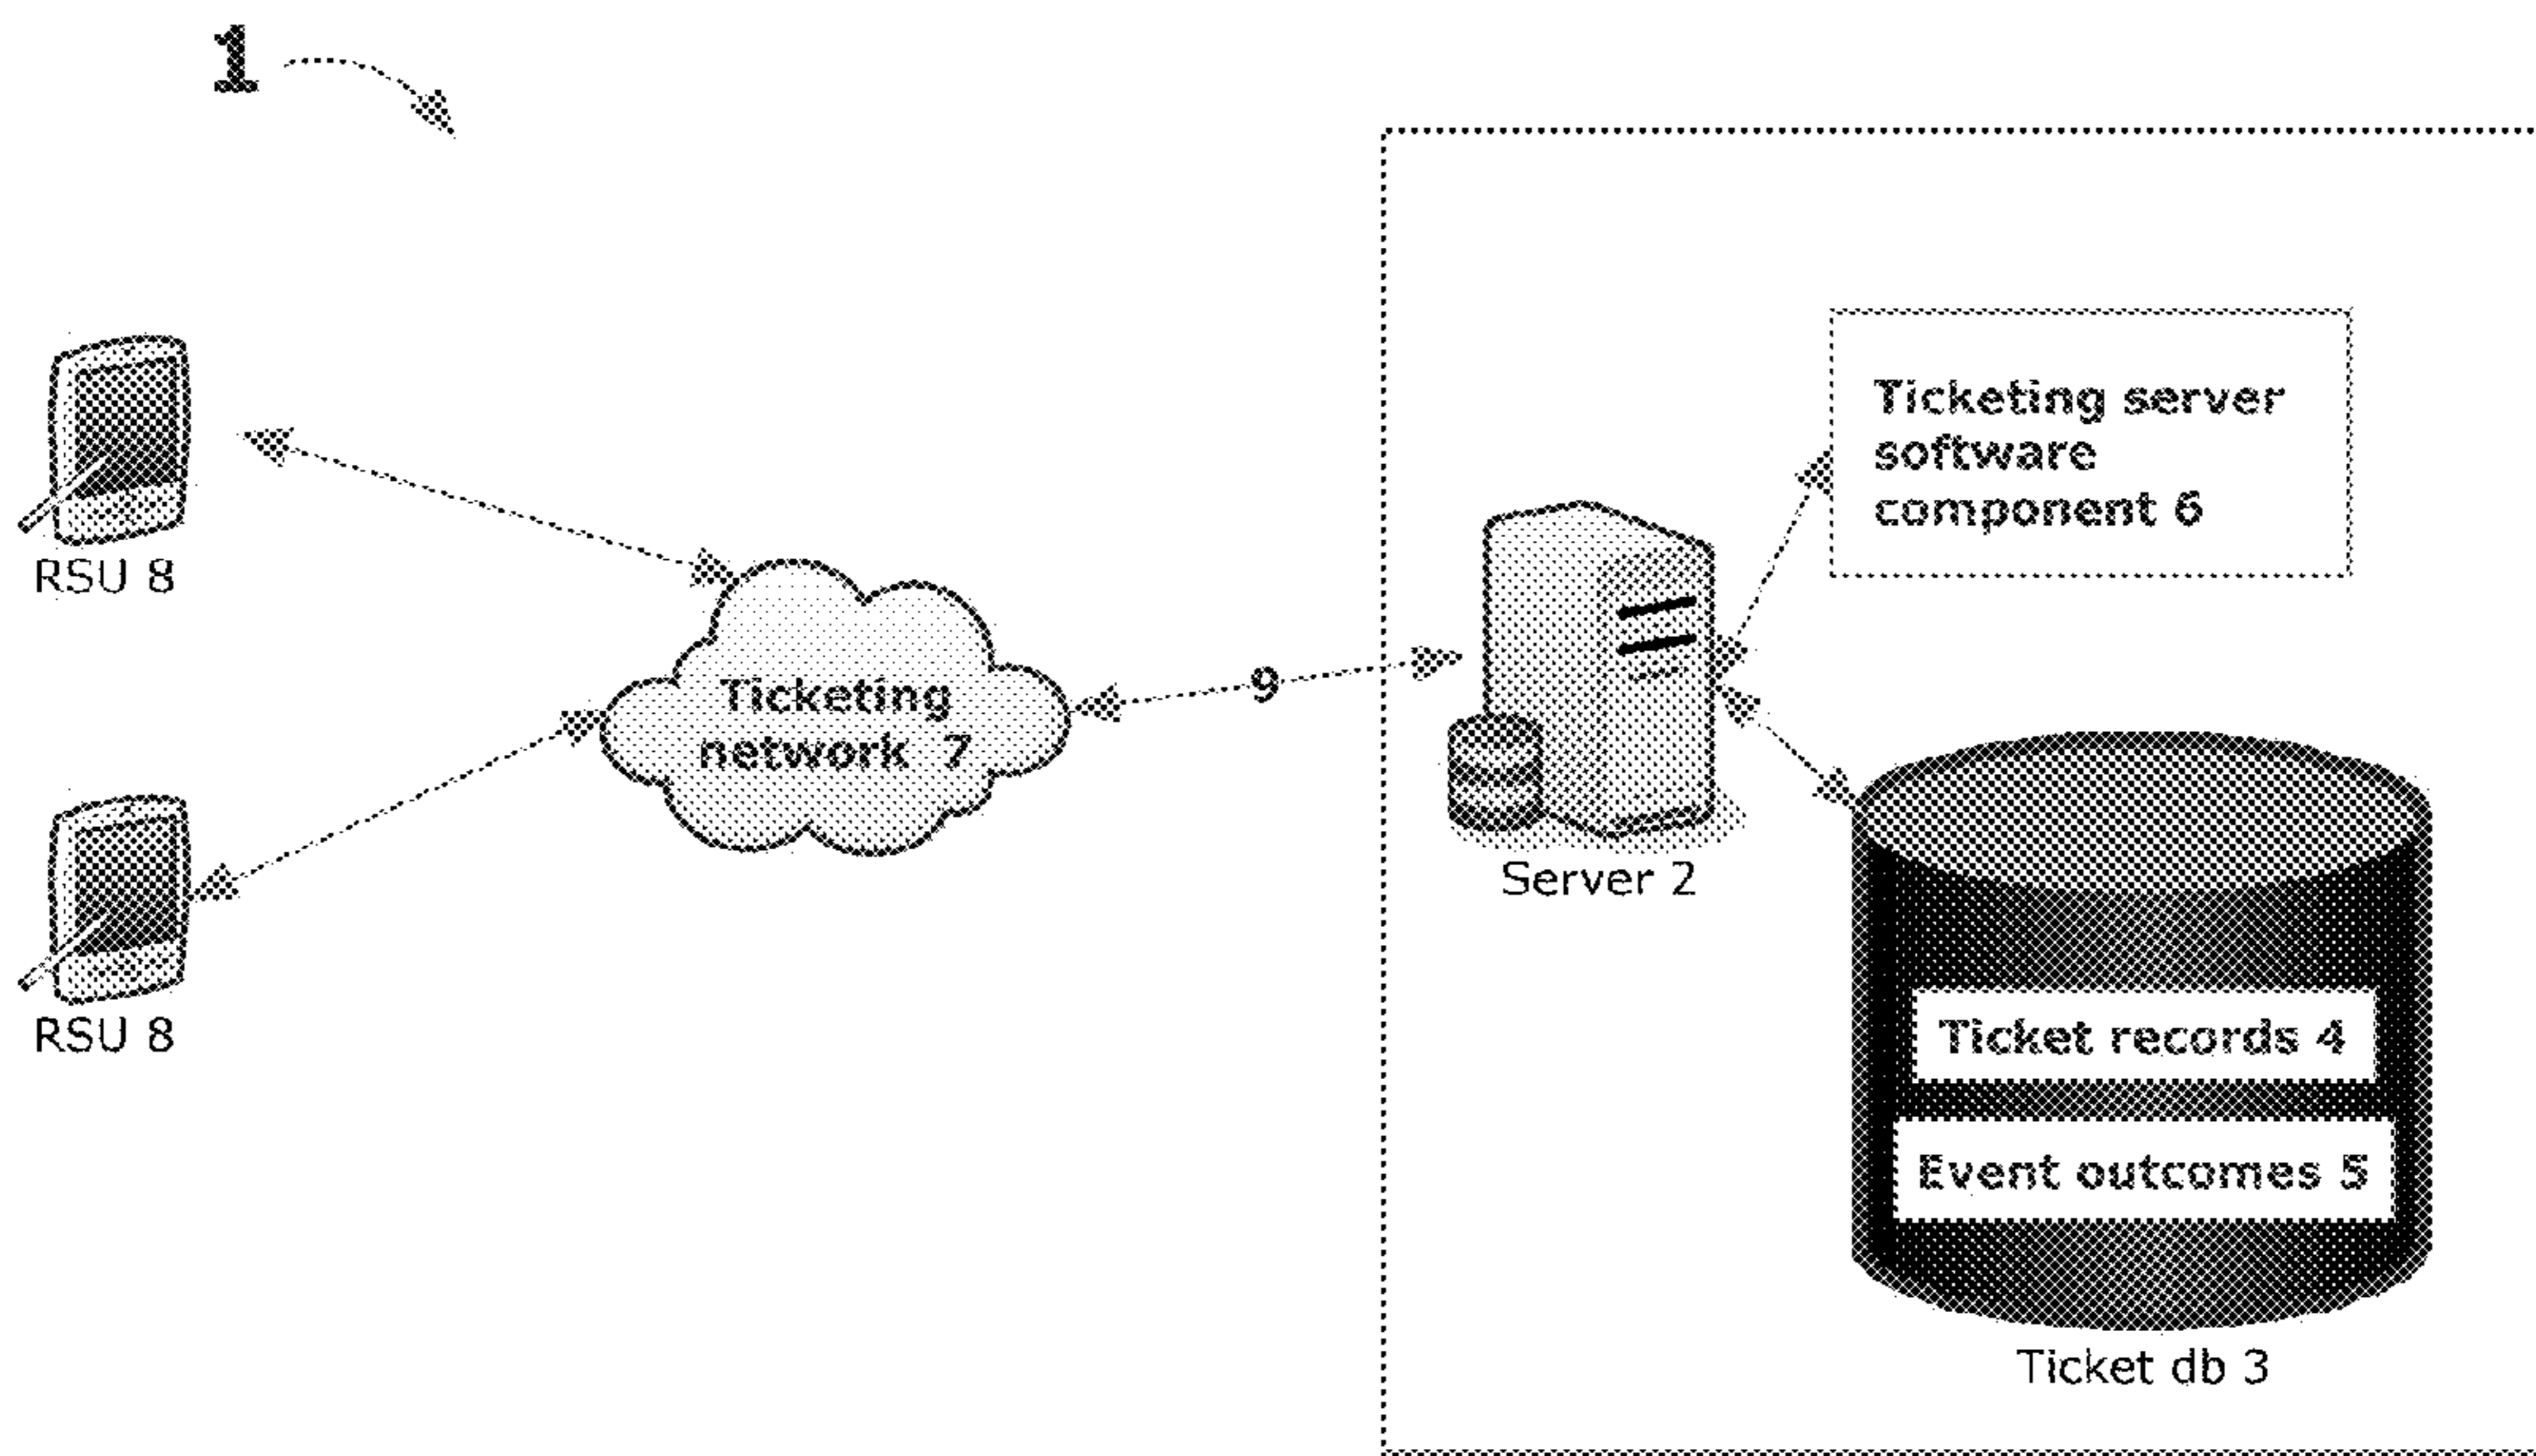 1
RSU 8
RSU 8
Ticketing
network 7
9
Server 2
Ticketing server
software
component 6
Ticket records 4
Event outcomes 5
Ticket db 3